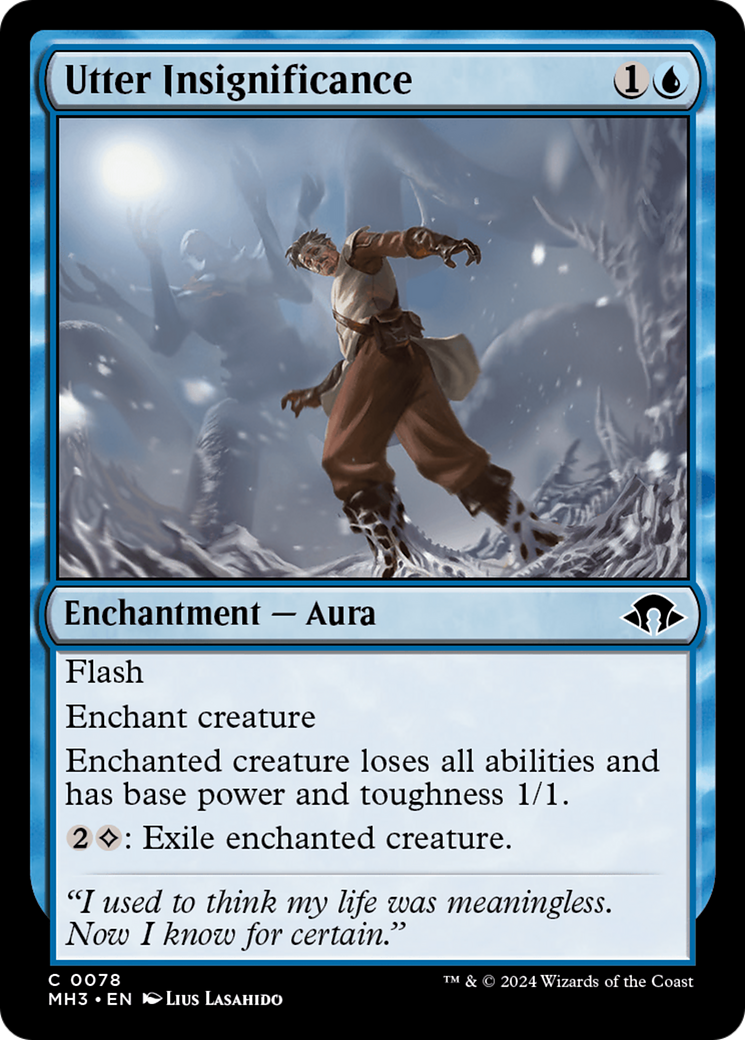 Utter Insignificance 1
Enchantment — Aura
Flash
Enchant creature
Enchanted creature loses all abilities and
has base power and toughness 1/1.
2: Exile enchanted creature.
“I used to think my life was meaningless.
Now I know for certain.”
C 0078
MH3 • EN Lius Lasahido
™ & © 2024 Wizards of the Coast